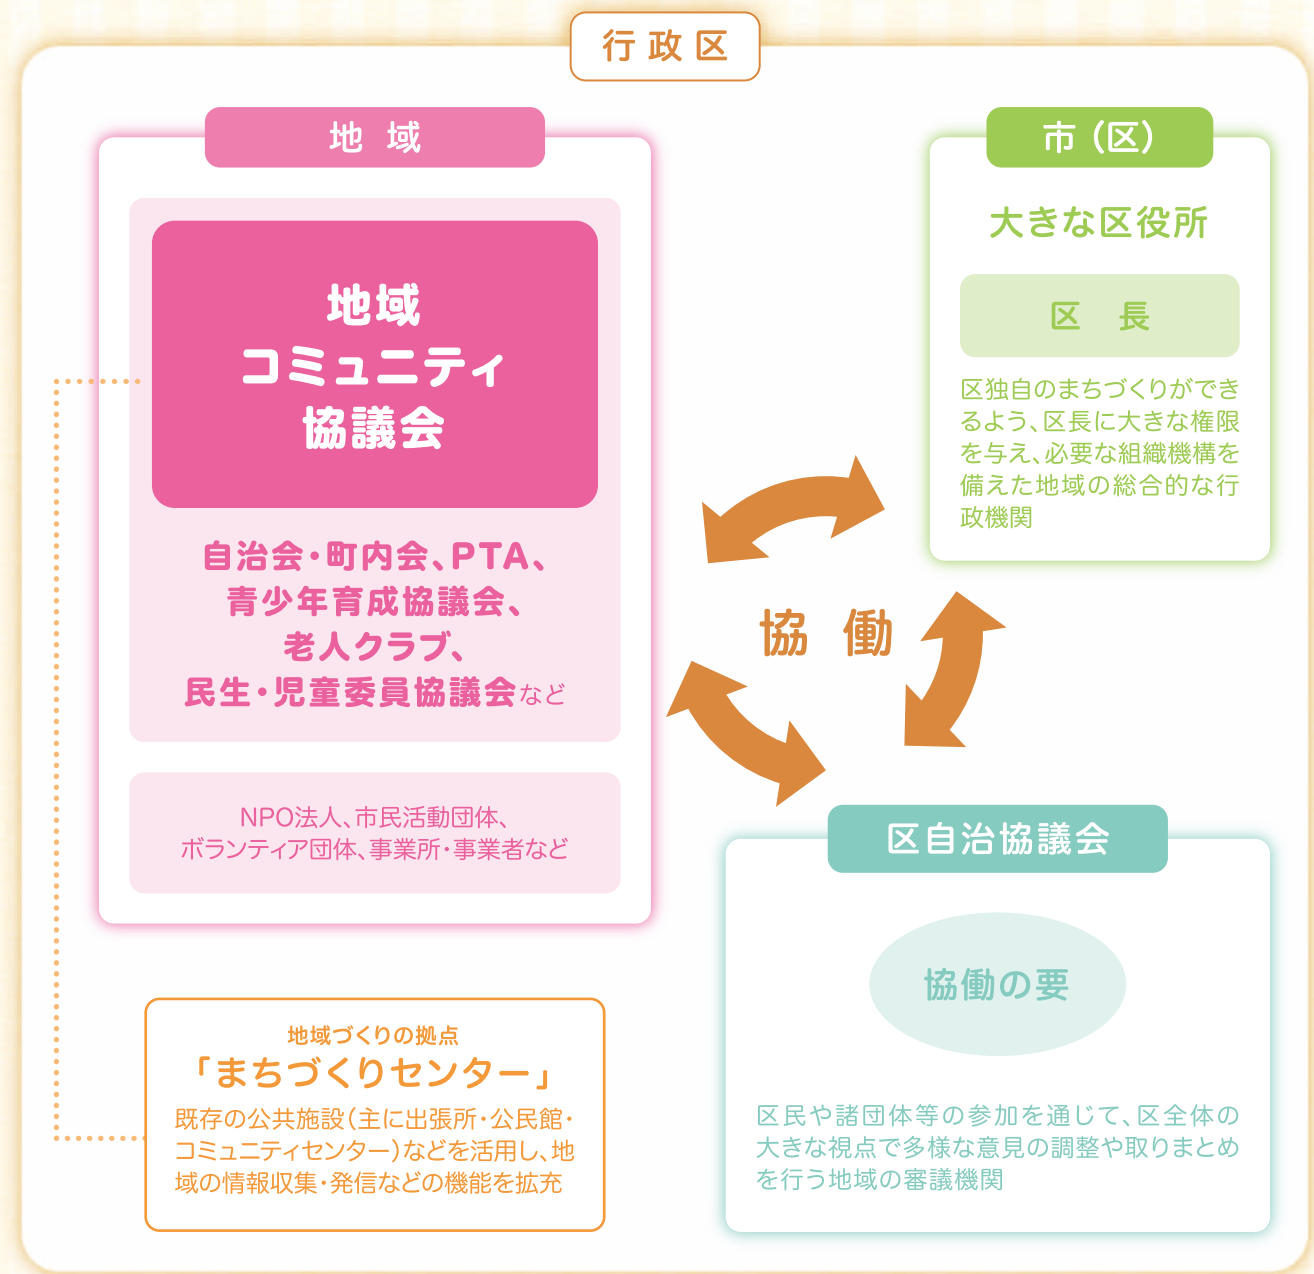 行政区
地域
地域
コミュニティ
協議会
自治会・町内会、PTA、
青少年育成協議会、
老人クラブ、
民生・児童委員協議会など
NPO法人、市民活動団体、
ボランティア団体、事業所・事業者など
市（区）
大きな区役所
区長
区独自のまちづくりができ
るよう、区長に大きな権限
を与え、必要な組織機構を
備えた地域の総合的な行
政機関
協働
区自治協議会
協働の要
区民や諸団体等の参加を通じて、区全体の
大きな視点で多様な意見の調整や取りまとめ
を行う地域の審議機関
地域づくりの拠点
「まちづくりセンター」
既存の公共施設（主に出張所・公民館・
コミュニティセンター）などを活用し、地
域の情報収集・発信などの機能を拡充